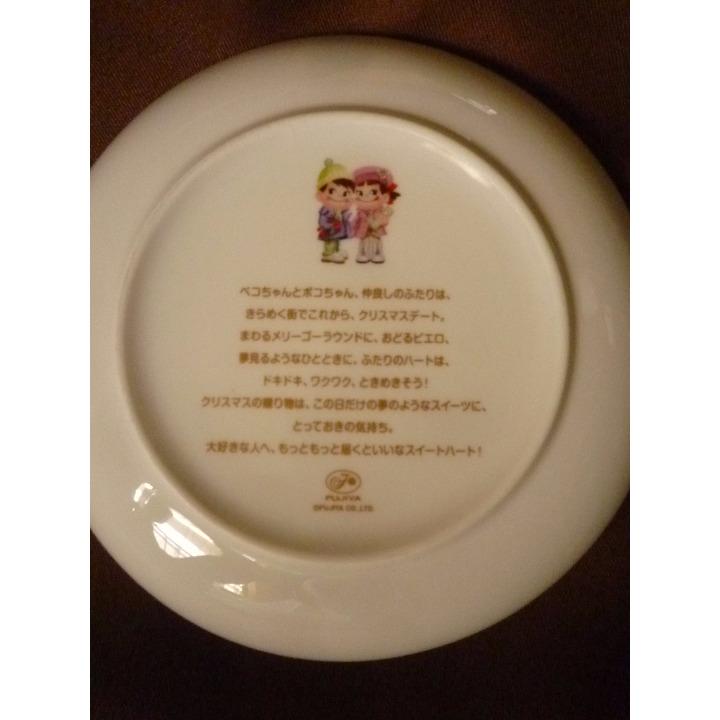 ペコちゃんとポコちゃん、仲良しのふたりは、
きらめく街でこれから、クリスマスデート。
まわるメリーゴーラウンドに、おどるピエロ、
夢見るようなひとときに、ふたりのハートは、
ドキドキ、ワクワク、ときめきそう!
クリスマスの贈り物は、この日だけの夢のようなスイーツに、
とっておきの気持ち。
大好きな人へ、もっともっと届くといいなスイートハート!
FUJIYA
©FUJIYA CO.,LTD.